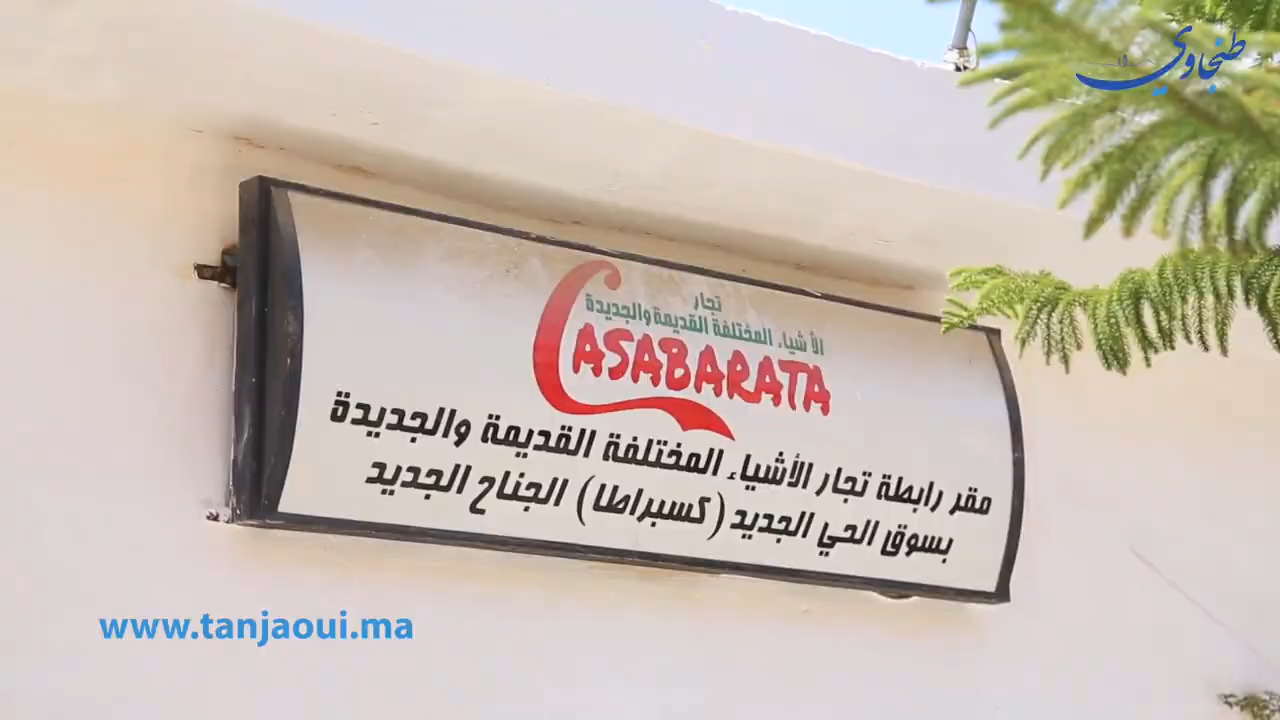 طنجاوي
تجار
الأشياء المختلفة القديمة والجديدة
CASABARATA
مقر رابطة تجار الأشياء المختلفة القديمة والجديدة
بسوق الحي الجديد (كسبراطا) الجناح الجديد
www.tanjaoui.ma